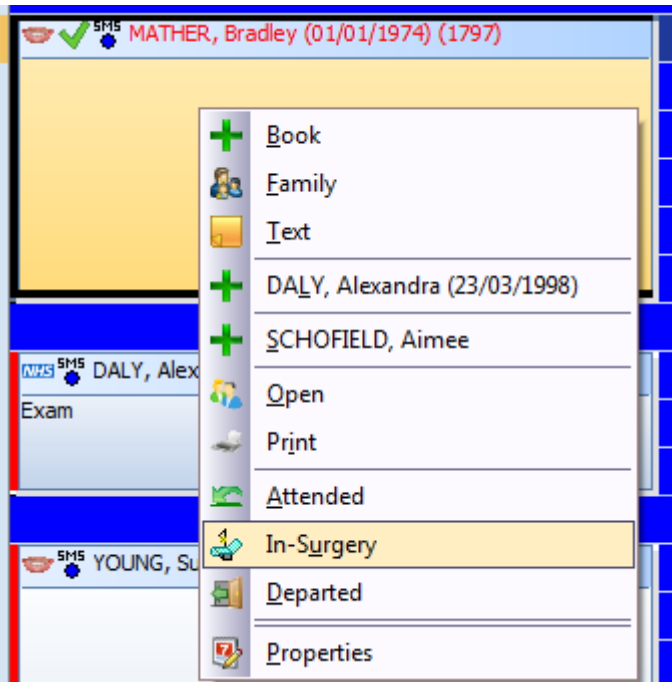 SMS MATHER, Bradley (01/01/1974) (1797)
Book
Family
Text
DALY, Alexandra (23/03/1998)
SCHOFIELD, Aimee
NHS SMS DALY, Alex
Open
Exam
Print
Attended
In-Surgery
SMS YOUNG, Su
Departed
Properties